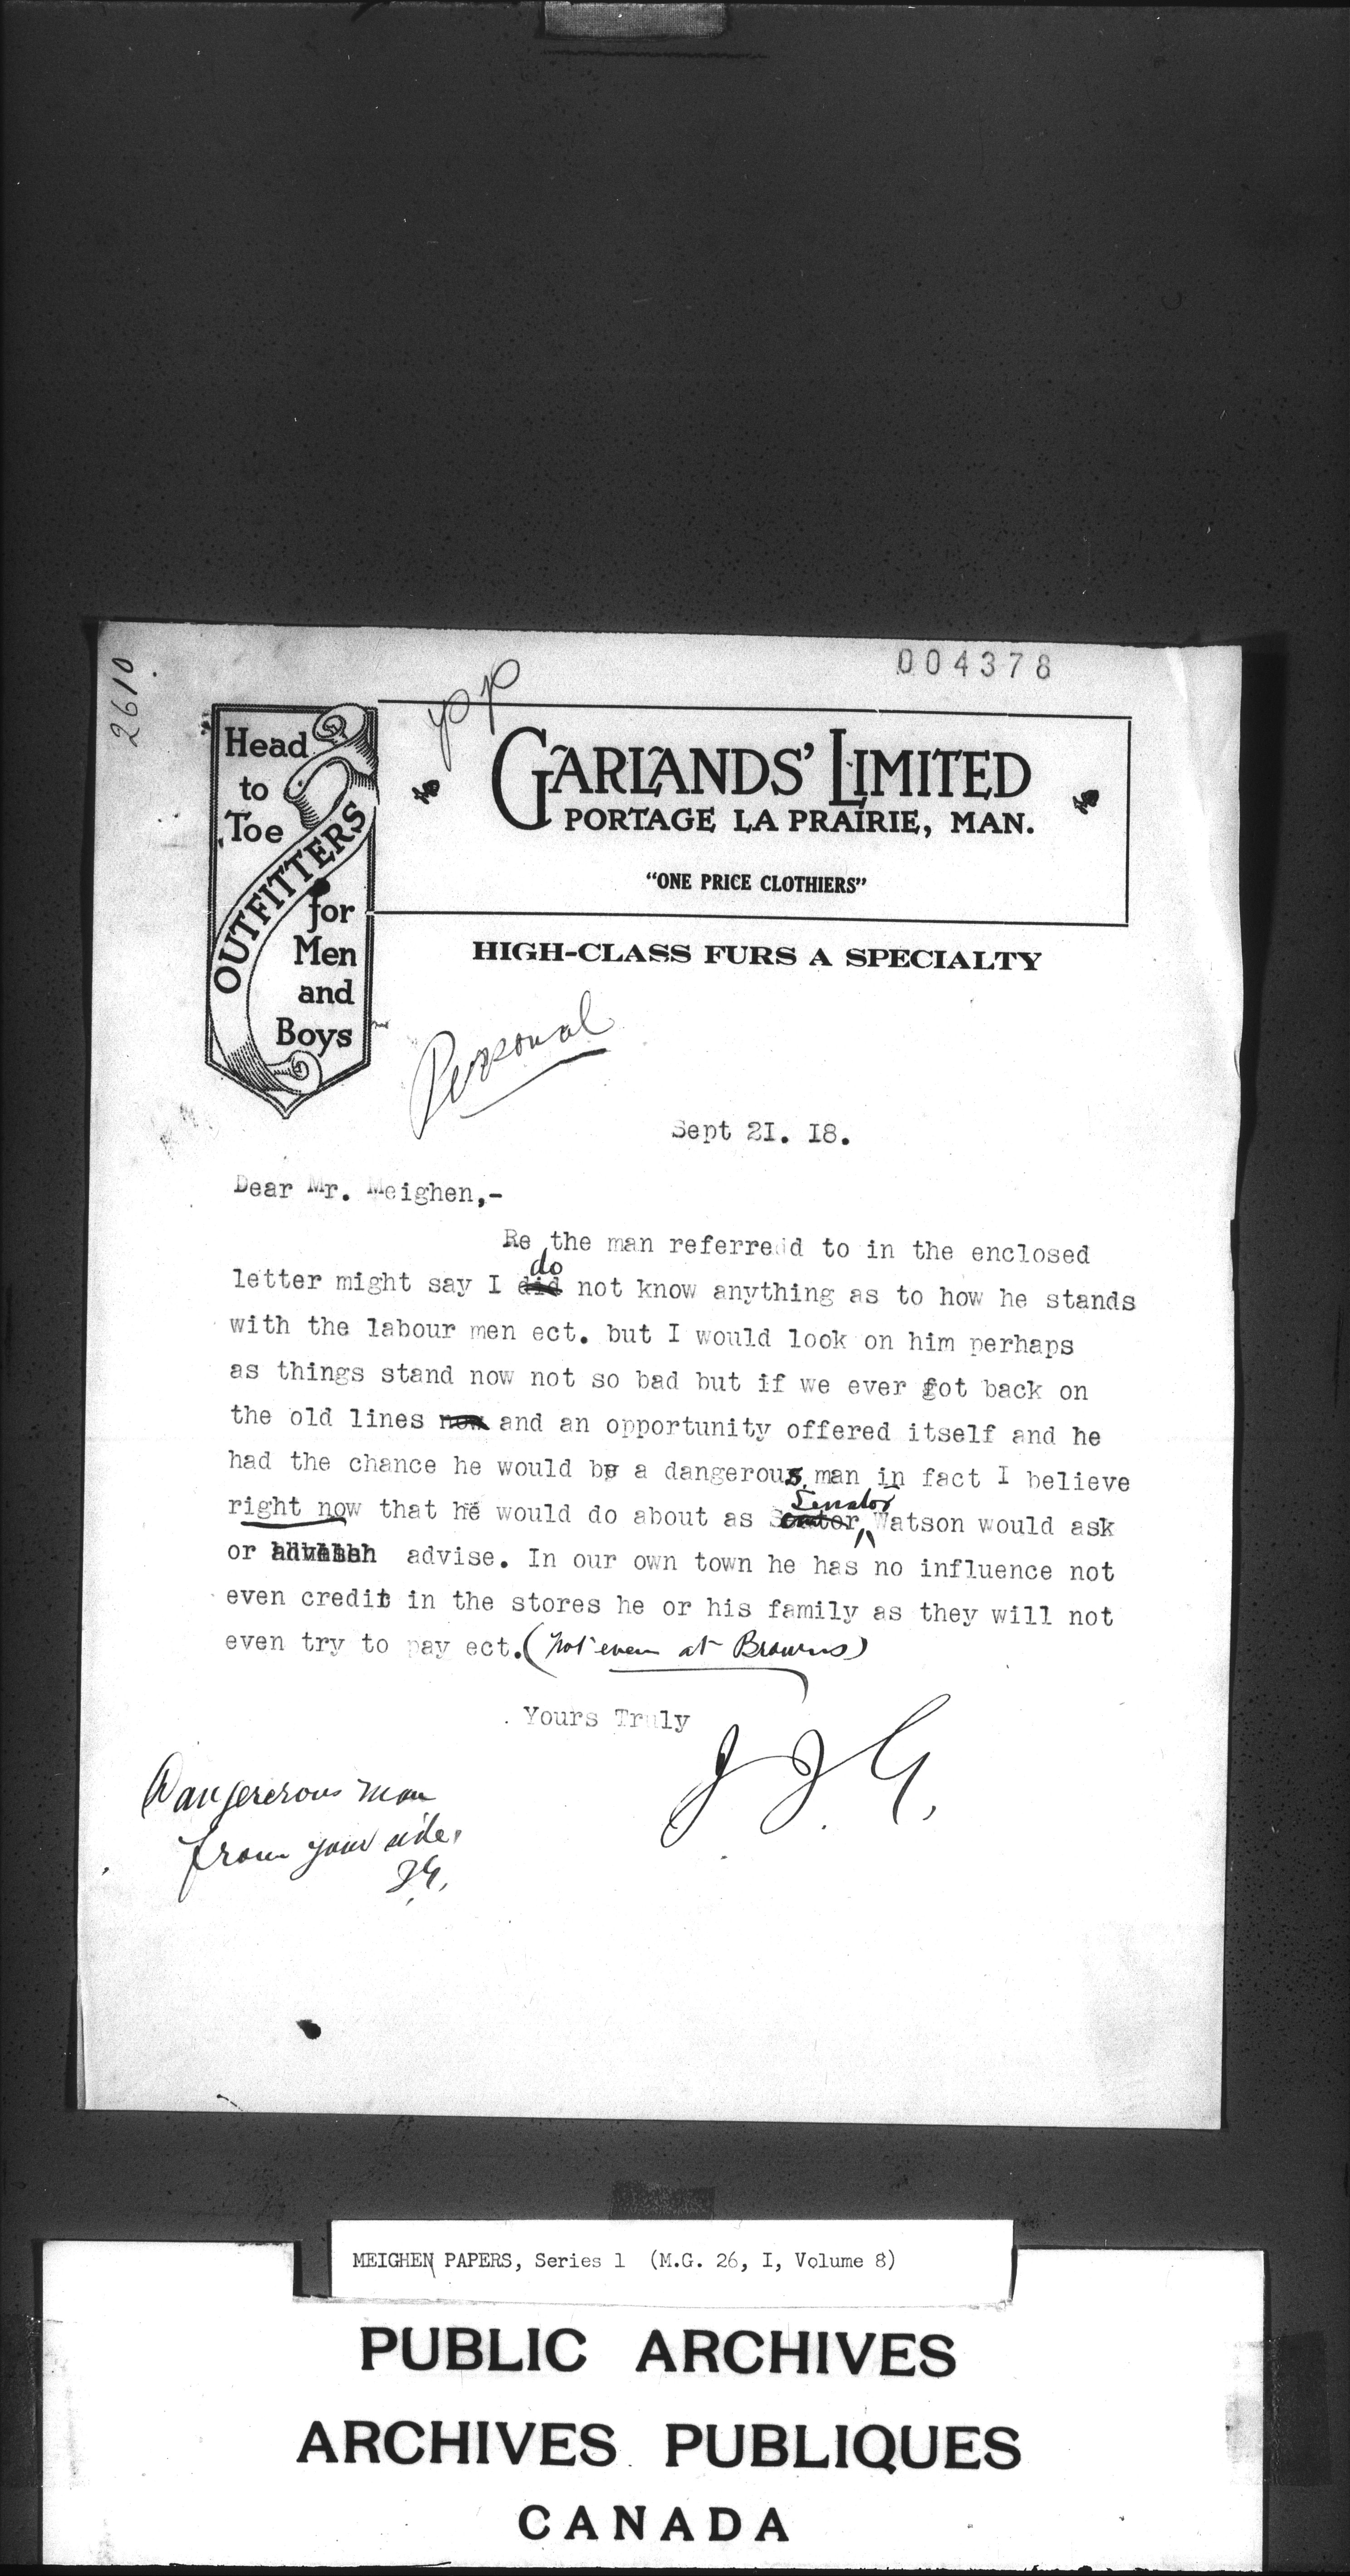 004378
2610
pp
Head
to
Toe
OUTFITTERS
for
Men
and
Boys
GARLANDS' LIMITED
PORTAGE LA PRAIRIE, MAN.
"ONE PRICE CLOTHIERS"
HIGH-CLASS FURS A SPECIALTY
Personal
Sept 2I. I8.
Dear Mr. Meighen,-
Re the man referredd to in the enclosed
letter might say I did do not know anything as to how he stands
with the labour men ect. but I would look on him perhaps
as things stand now not so bad but if we ever got back on
the old lines now and an opportunity offered itself and he
had the chance he would be a dangerous man in fact I believe
right now that he would do about as Senator Watson would ask
or advise. In our own town he has no influence not
even credit in the stores he or his family as they will not
even try to pay ect. (not even at Browns)
Yours Truly
J J G.
Dangererous man
from your side.
JG.
MEIGHEN PAPERS, Series 1 (M.G. 26, I, Volume 8)
PUBLIC ARCHIVES
ARCHIVES PUBLIQUES
CANADA